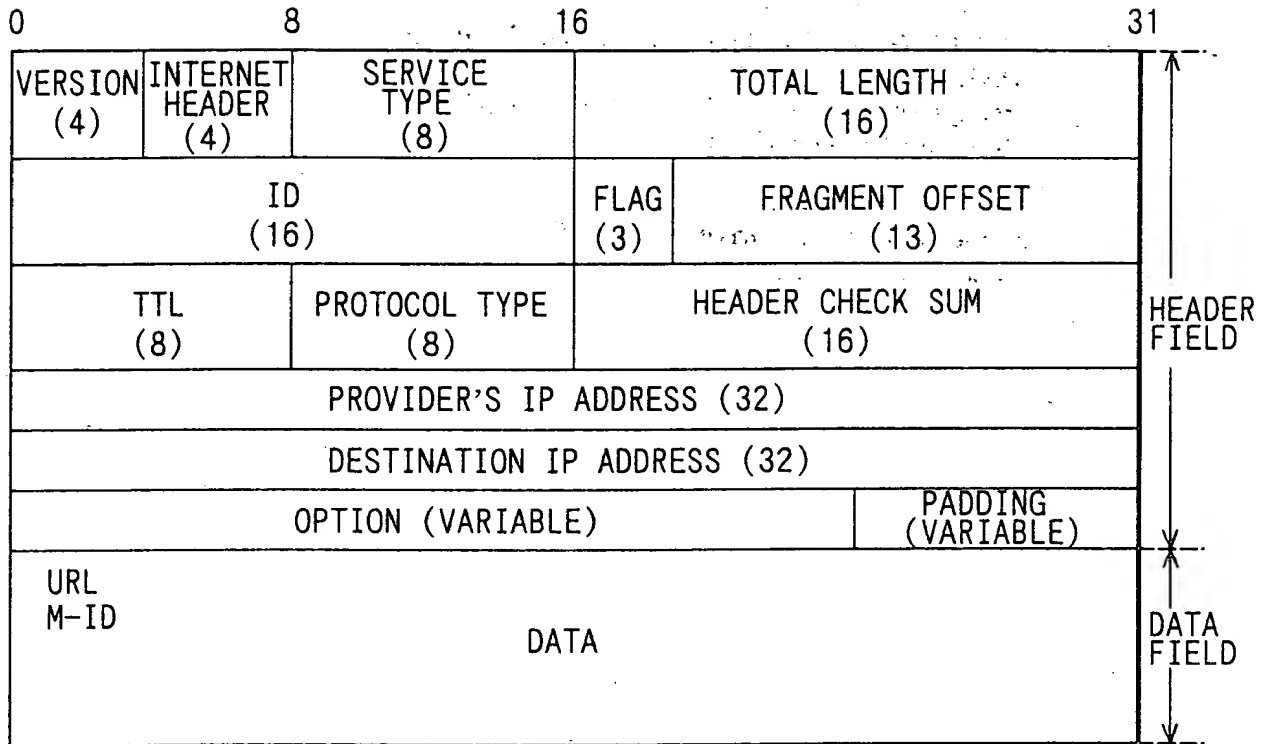 0 8 16 31
VERSION
(4)
INTERNET
HEADER
(4)
SERVICE
TYPE
(8)
TOTAL LENGTH
(16)
ID
(16)
FLAG
(3)
FRAGMENT OFFSET
(13)
TTL
(8)
PROTOCOL TYPE
(8)
HEADER CHECK SUM
(16)
HEADER
FIELD
PROVIDER'S IP ADDRESS (32)
DESTINATION IP ADDRESS (32)
OPTION (VARIABLE)
PADDING
(VARIABLE)
URL
M-ID
DATA
DATA
FIELD